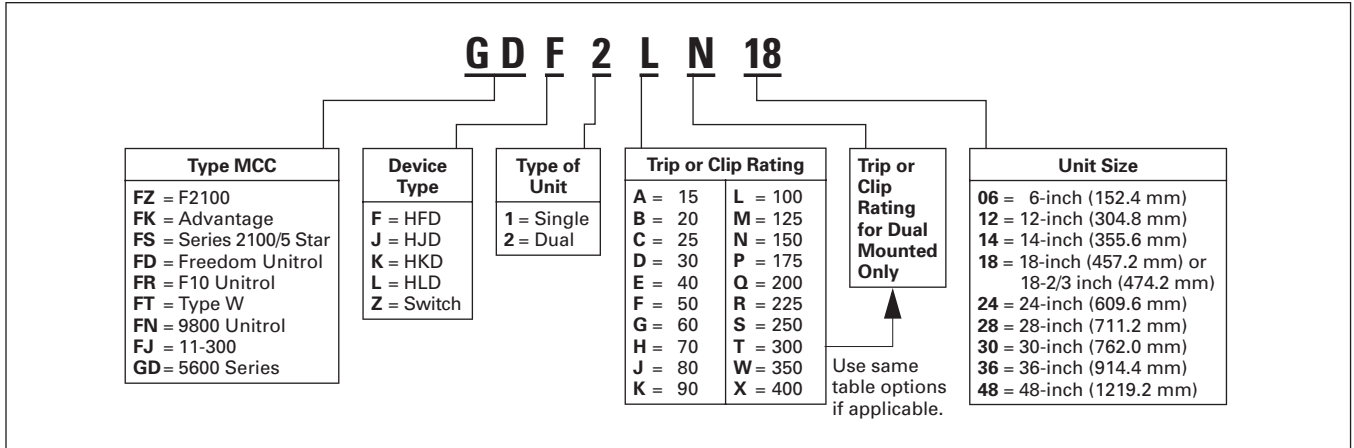 GD F 2 L N 18
Type MCC
FZ = F2100
FK = Advantage
FS = Series 2100/5 Star
FD = Freedom Unitrol
FR = F10 Unitrol
FT = Type W
FN = 9800 Unitrol
FJ = 11-300
GD = 5600 Series
Device
Type
F = HFD
J = HJD
K = HKD
L = HLD
Z = Switch
Type of
Unit
1 = Single
2 = Dual
Trip or Clip Rating
A = 15
B = 20
C = 25
D = 30
E = 40
F = 50
G = 60
H = 70
J = 80
K = 90
L = 100
M = 125
N = 150
P = 175
Q = 200
R = 225
S = 250
T = 300
W = 350
X = 400
Trip or
Clip
Rating
for Dual
Mounted
Only
Use same
table options
if applicable.
Unit Size
06 = 6-inch (152.4 mm)
12 = 12-inch (304.8 mm)
14 = 14-inch (355.6 mm)
18 = 18-inch (457.2 mm) or
18-2/3 inch (474.2 mm)
24 = 24-inch (609.6 mm)
28 = 28-inch (711.2 mm)
30 = 30-inch (762.0 mm)
36 = 36-inch (914.4 mm)
48 = 48-inch (1219.2 mm)